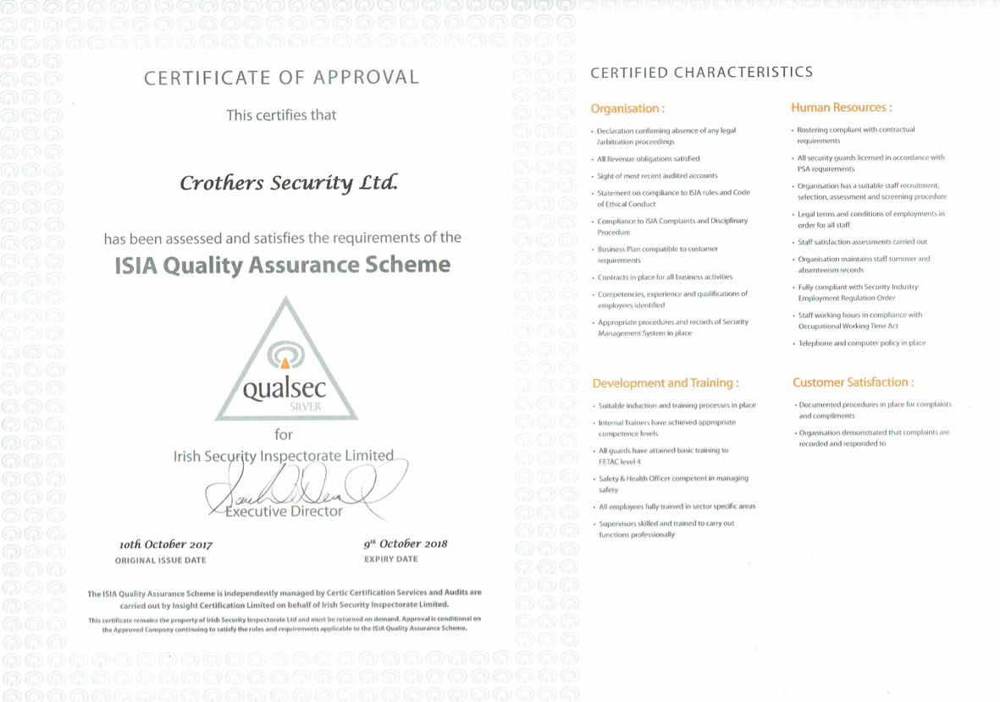 CERTIFICATE OF APPROVAL
This certifies that
Crothers Security Ltd.
has been assessed and satisfies the requirements of the
ISIA Quality Assurance Scheme
qualsec
SILVER
for
Irish Security Inspectorate Limited
Executive Director
10th October 2017
ORIGINAL ISSUE DATE
9th October 2018
EXPIRY DATE
The ISIA Quality Assurance Scheme is independently managed by Certic Certification Services and Audits are
carried out by Insight Certification Limited on behalf of Irish Security Inspectorate Limited.
This certificate remains the property of Irish Security Inspectorate Ltd and must be returned on demand. Approval is conditional on
the Approved Company continuing to satisfy the rules and requirements applicable to the ISIA Quality Assurance Scheme.
CERTIFIED CHARACTERISTICS
Organisation :
• Declaration confirming absence of any legal
/arbitration proceedings
• All Revenue obligations satisfied
• Sight of most recent audited accounts
• Statement on compliance to ISIA rules and Code
of Ethical Conduct
• Compliance to ISIA Complaints and Disciplinary
Procedure
• Business Plan compatible to customer
requirements
• Contracts in place for all business activities
• Competencies, experience and qualifications of
employees identified
• Appropriate procedures and records of Security
Management System in place
Human Resources :
• Rostering compliant with contractual
requirements
• All security guards licensed in accordance with
PSA requirements
• Organisation has a suitable staff recruitment,
selection, assessment and screening procedure
• Legal terms and conditions of employments in
order for all staff
• Staff satisfaction assessments carried out
• Organisation maintains staff turnover and
absenteeism records
• Fully compliant with Security Industry
Employment Regulation Order
• Staff working hours in compliance with
Occupational Working Time Act
• Telephone and computer policy in place
Development and Training :
• Suitable induction and training processes in place
• Internal Trainers have achieved appropriate
competence levels
• All guards have attained basic training to
FETAC level 4
• Safety & Health Officer competent in managing
safety
• All employees fully trained in sector specific areas
• Supervisors skilled and trained to carry out
functions professionally
Customer Satisfaction :
• Documented procedures in place for complaints
and compliments
• Organisation demonstrated that complaints are
recorded and responded to